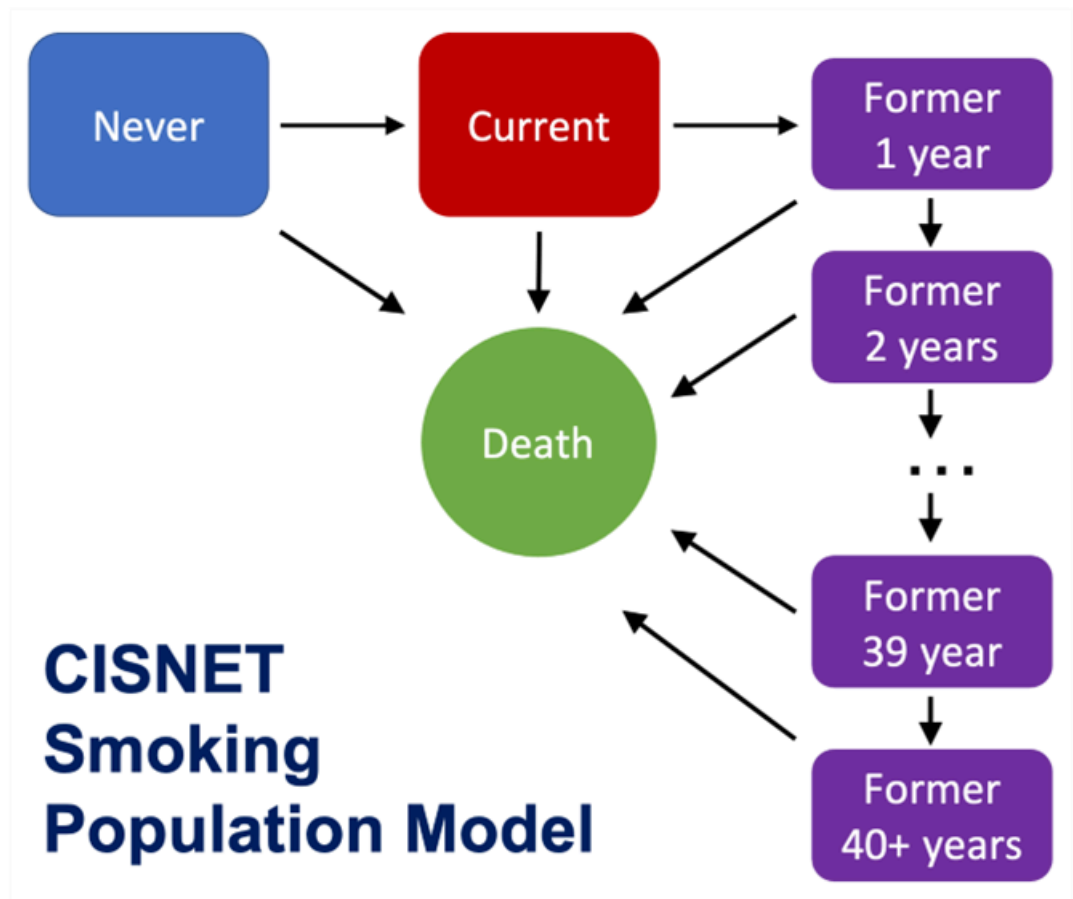 Never
Current
Former
1 year
Former
2 years
Death
...
Former
39 year
Former
40+ years
CISNET
Smoking
Population Model